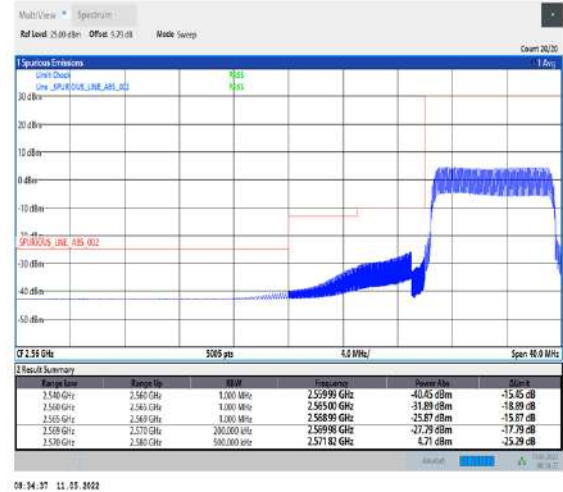 MultiView Spectrum
Ref Level 25.00 dBm Offset 9.29 dB Mode Sweep
Count 20/20
1 Spurious Emissions 1 Avg
Limit Check PASS
Line _SPURIOUS_LINE_ABS_002 PASS
30 dBm
20 dBm
10 dBm
0 dBm
-10 dBm
-20 dBm
_SPURIOUS_LINE_ABS_002
-30 dBm
-40 dBm
-50 dBm
CF 2.56 GHz 5005 pts 4.0 MHz/ Span 40.0 MHz
2 Result Summary
Range Low Range Up RBW Frequency Power Abs ΔLimit
2.540 GHz 2.560 GHz 1.000 MHz 2.55999 GHz -40.45 dBm -15.45 dB
2.560 GHz 2.565 GHz 1.000 MHz 2.56500 GHz -31.89 dBm -18.89 dB
2.565 GHz 2.569 GHz 1.000 MHz 2.56899 GHz -25.87 dBm -15.87 dB
2.569 GHz 2.570 GHz 200.000 kHz 2.56998 GHz -27.79 dBm -17.79 dB
2.570 GHz 2.580 GHz 500.000 kHz 2.57182 GHz 4.71 dBm -25.29 dB
08:34:37 11.05.2022